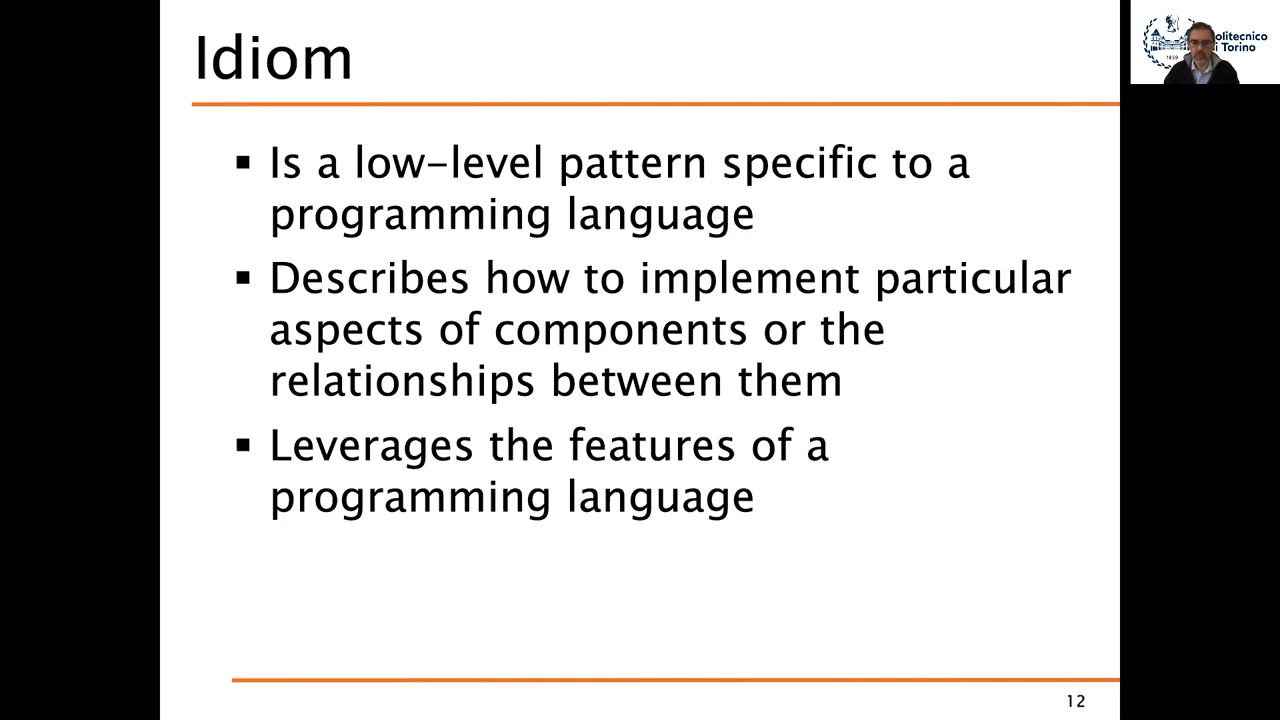 Idiom
▪ Is a low-level pattern specific to a
programming language
▪ Describes how to implement particular
aspects of components or the
relationships between them
▪ Leverages the features of a
programming language
12
olitecnico
i Torino
1859